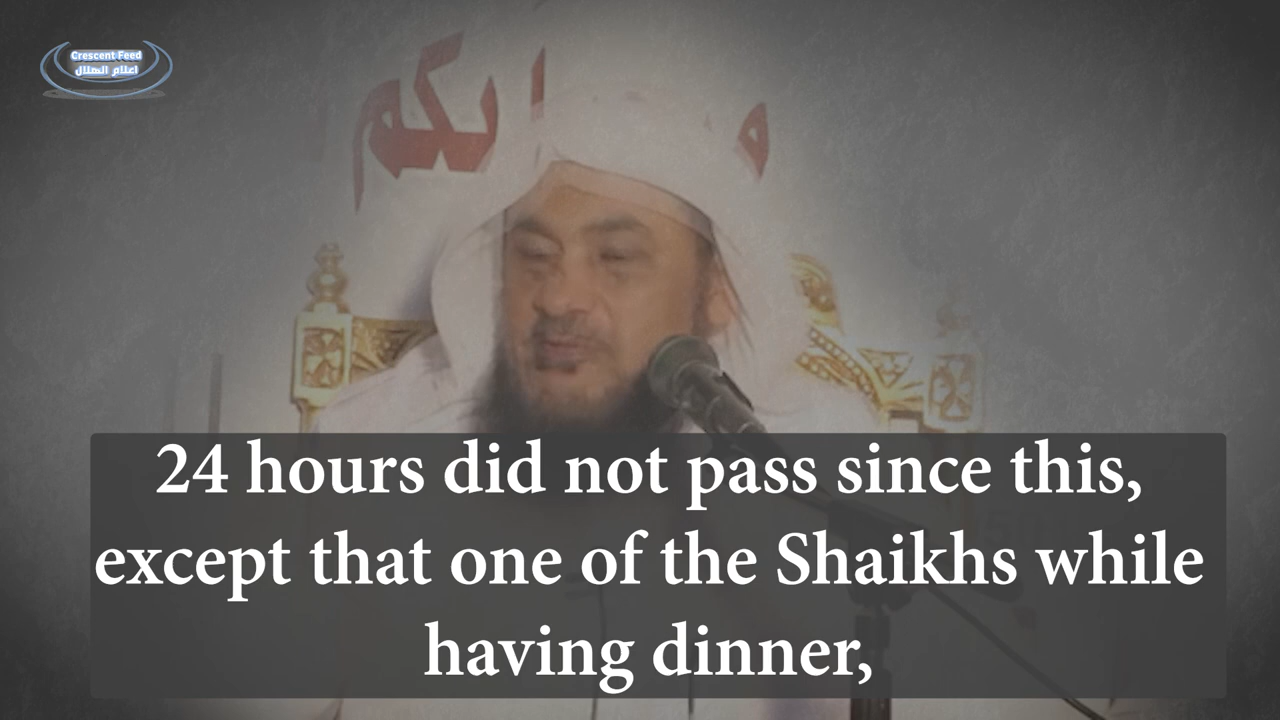 Crescent Feed
اعلام الهلال
24 hours did not pass since this,
except that one of the Shaikhs while
having dinner,